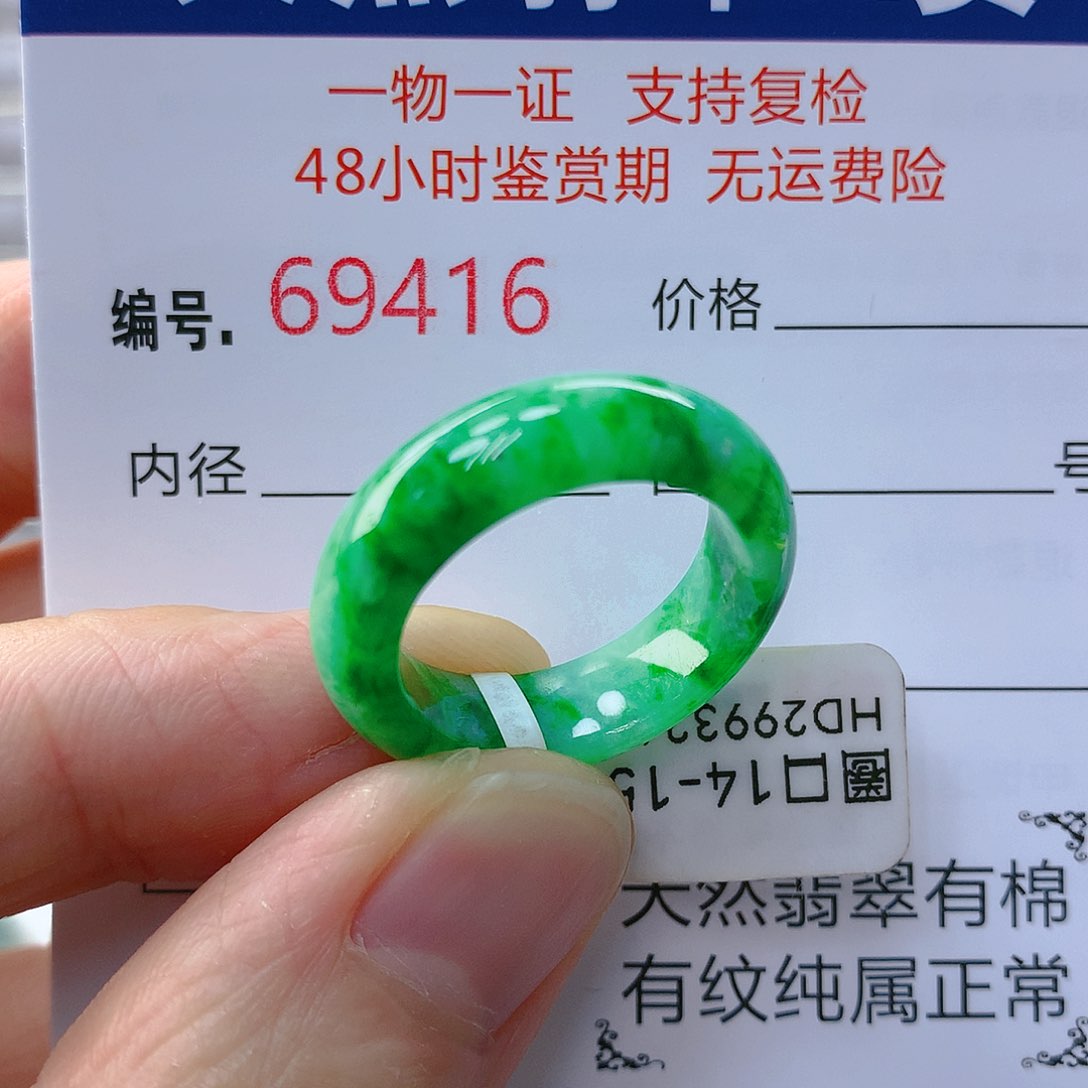 一物一证 支持复检
48小时鉴赏期 无运费险
编号. 69416 价格
内径 号
HD2993
圈口14-15
天然翡翠有棉
有纹纯属正常